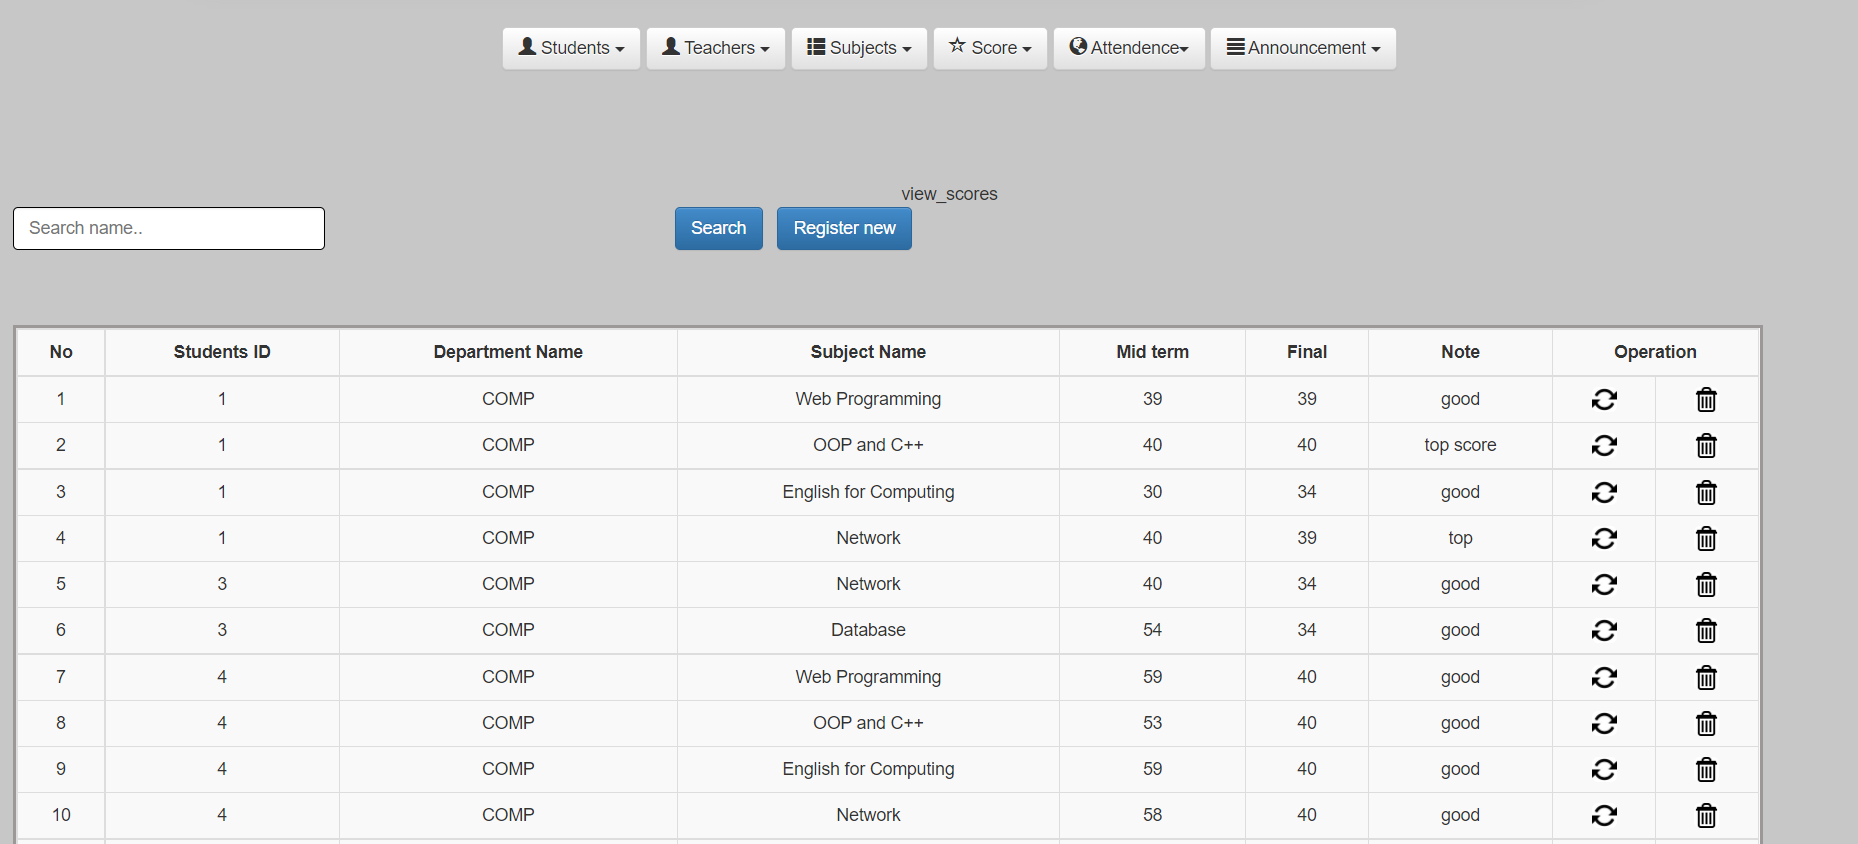 Students Teachers Subjects Score Attendence Announcement
view_scores
Search name.. Search Register new
No Students ID Department Name Subject Name Mid term Final Note Operation
1 1 COMP Web Programming 39 39 good
2 1 COMP OOP and C++ 40 40 top score
3 1 COMP English for Computing 30 34 good
4 1 COMP Network 40 39 top
5 3 COMP Network 40 34 good
6 3 COMP Database 54 34 good
7 4 COMP Web Programming 59 40 good
8 4 COMP OOP and C++ 53 40 good
9 4 COMP English for Computing 59 40 good
10 4 COMP Network 58 40 good